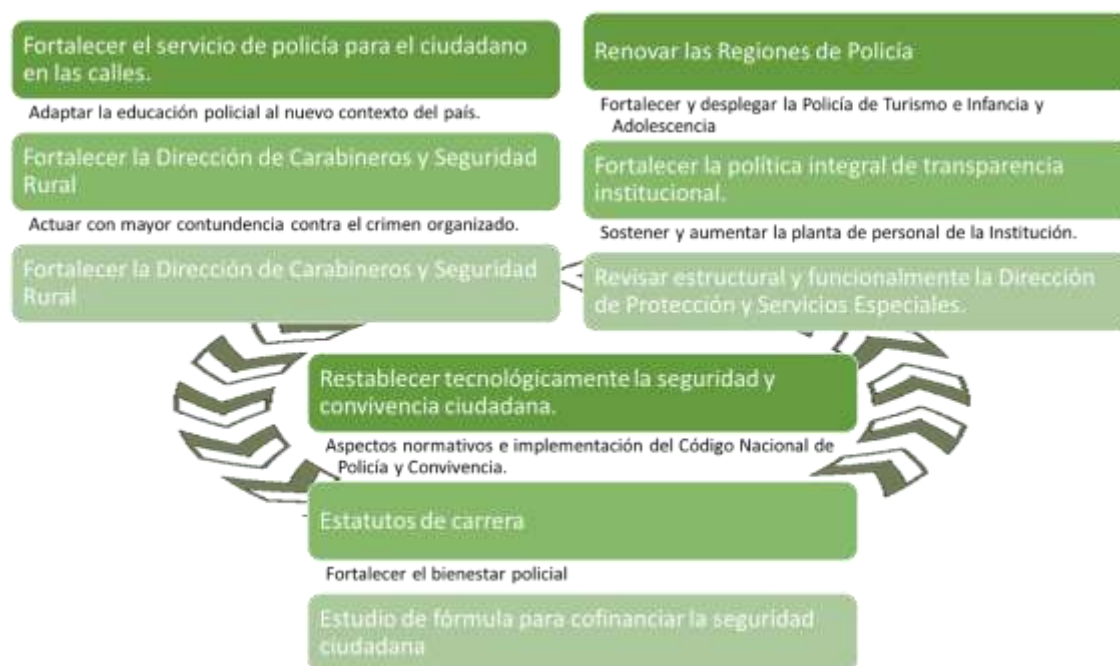 Fortalecer el servicio de policía para el ciudadano
en las calles.
Adaptar la educación policial al nuevo contexto del país.
Fortalecer la Dirección de Carabineros y Seguridad
Rural
Actuar con mayor contundencia contra el crimen organizado.
Fortalecer la Dirección de Carabineros y Seguridad
Rural
Renovar las Regiones de Policía
Fortalecer y desplegar la Policía de Turismo e Infancia y
Adolescencia
Fortalecer la política integral de transparencia
institucional.
Sostener y aumentar la planta de personal de la Institución.
Revisar estructural y funcionalmente la Dirección
de Protección y Servicios Especiales.
Restablecer tecnológicamente la seguridad y
convivencia ciudadana.
Aspectos normativos e implementación del Código Nacional de
Policía y Convivencia.
Estatutos de carrera
Fortalecer el bienestar policial
Estudio de fórmula para cofinanciar la seguridad
ciudadana